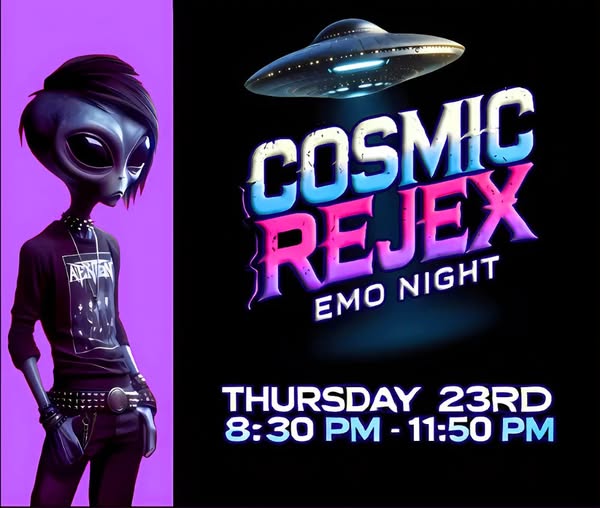 COSMIC
REJEX
EMO NIGHT
THURSDAY 23RD
8:30 PM - 11:50 PM